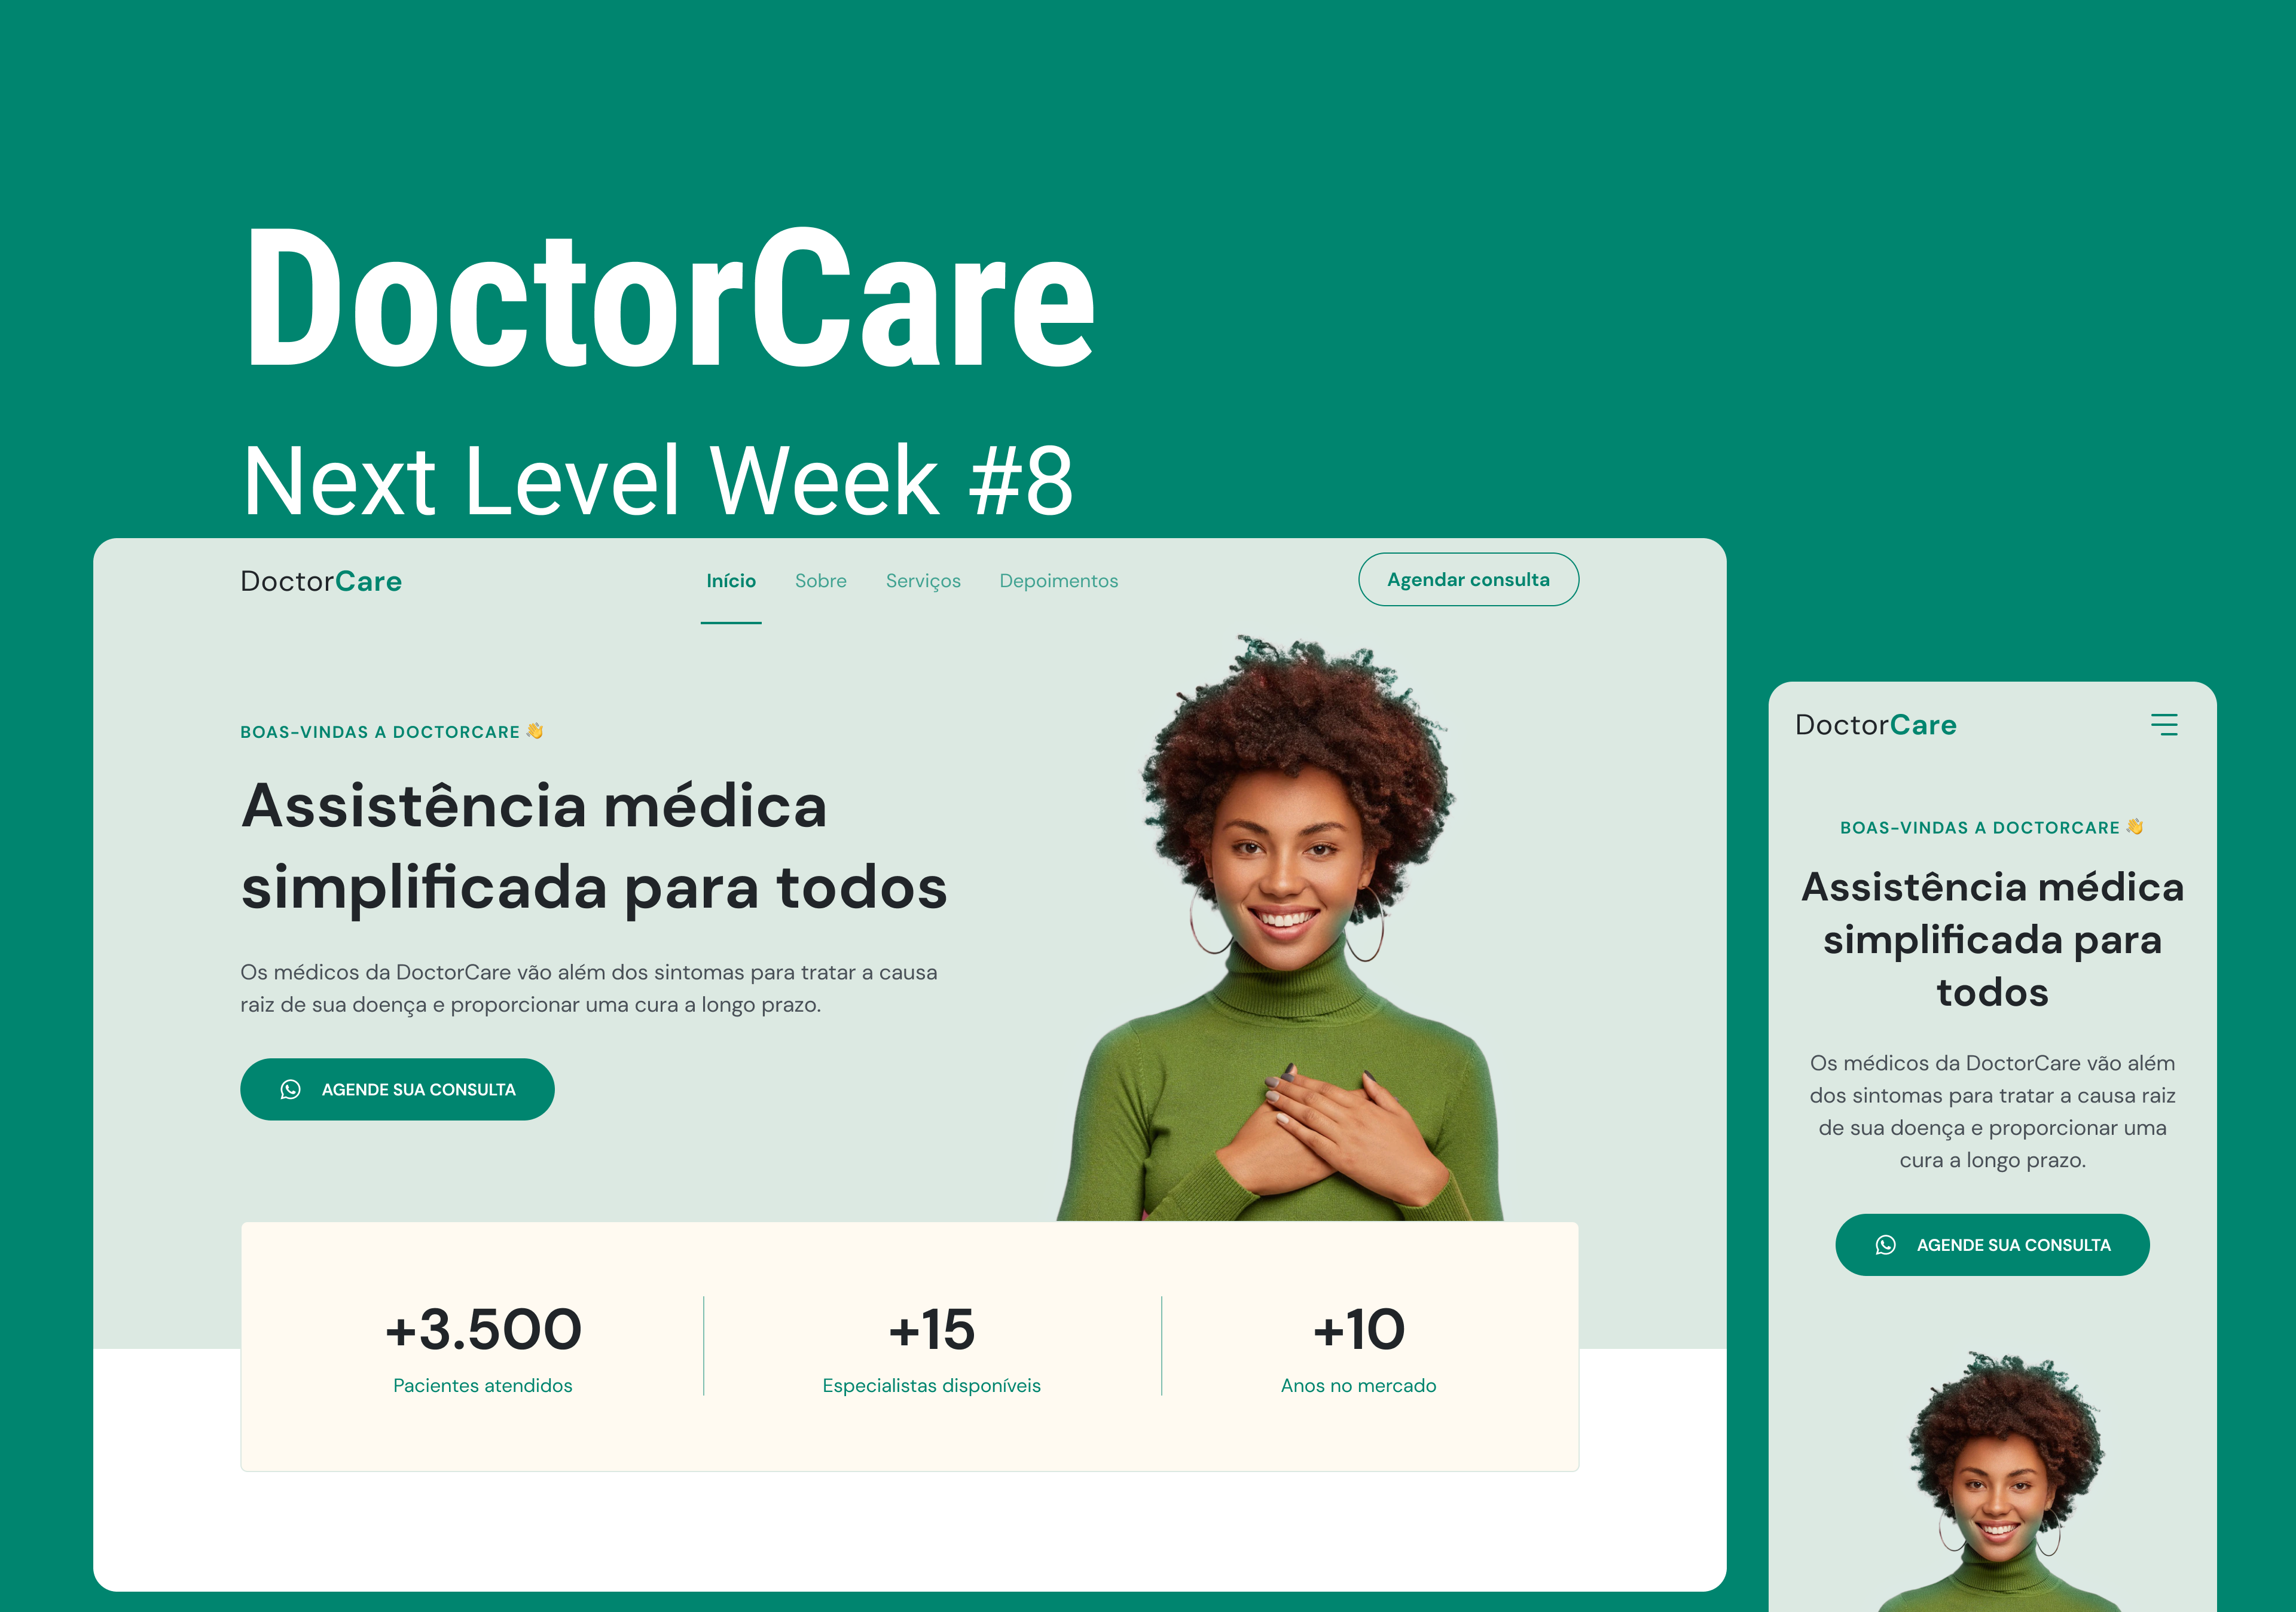 DoctorCare
Next Level Week #8
DoctorCare
Início Sobre Serviços Depoimentos
Agendar consulta
BOAS-VINDAS A DOCTORCARE 👋
Assistência médica
simplificada para todos
Os médicos da DoctorCare vão além dos sintomas para tratar a causa
raiz de sua doença e proporcionar uma cura a longo prazo.
AGENDE SUA CONSULTA
+3.500
Pacientes atendidos
+15
Especialistas disponíveis
+10
Anos no mercado
DoctorCare
BOAS-VINDAS A DOCTORCARE 👋
Assistência médica
simplificada para
todos
Os médicos da DoctorCare vão além
dos sintomas para tratar a causa raiz
de sua doença e proporcionar uma
cura a longo prazo.
AGENDE SUA CONSULTA